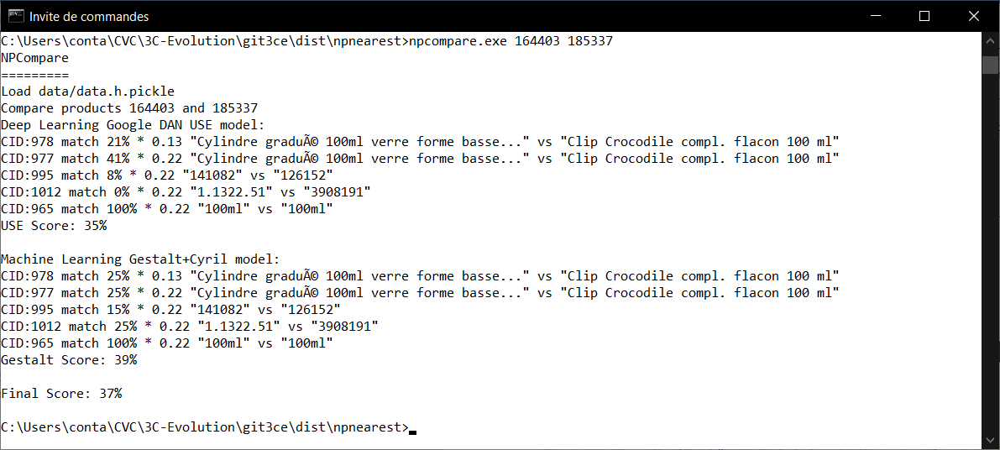 Invite de commandes
C:\Users\conta\CVC\3C-Evolution\git3ce\dist\npnearest>npcompare.exe 164403 185337
NPCompare
=========
Load data/data.h.pickle
Compare products 164403 and 185337
Deep Learning Google DAN USE model:
CID:978 match 21% * 0.13 "Cylindre graduÃ© 100ml verre forme basse..." vs "Clip Crocodile compl. flacon 100 ml"
CID:977 match 41% * 0.22 "Cylindre graduÃ© 100ml verre forme basse..." vs "Clip Crocodile compl. flacon 100 ml"
CID:995 match 8% * 0.22 "141082" vs "126152"
CID:1012 match 0% * 0.22 "1.1322.51" vs "3908191"
CID:965 match 100% * 0.22 "100ml" vs "100ml"
USE Score: 35%
Machine Learning Gestalt+Cyril model:
CID:978 match 25% * 0.13 "Cylindre graduÃ© 100ml verre forme basse..." vs "Clip Crocodile compl. flacon 100 ml"
CID:977 match 25% * 0.22 "Cylindre graduÃ© 100ml verre forme basse..." vs "Clip Crocodile compl. flacon 100 ml"
CID:995 match 15% * 0.22 "141082" vs "126152"
CID:1012 match 25% * 0.22 "1.1322.51" vs "3908191"
CID:965 match 100% * 0.22 "100ml" vs "100ml"
Gestalt Score: 39%
Final Score: 37%
C:\Users\conta\CVC\3C-Evolution\git3ce\dist\npnearest>